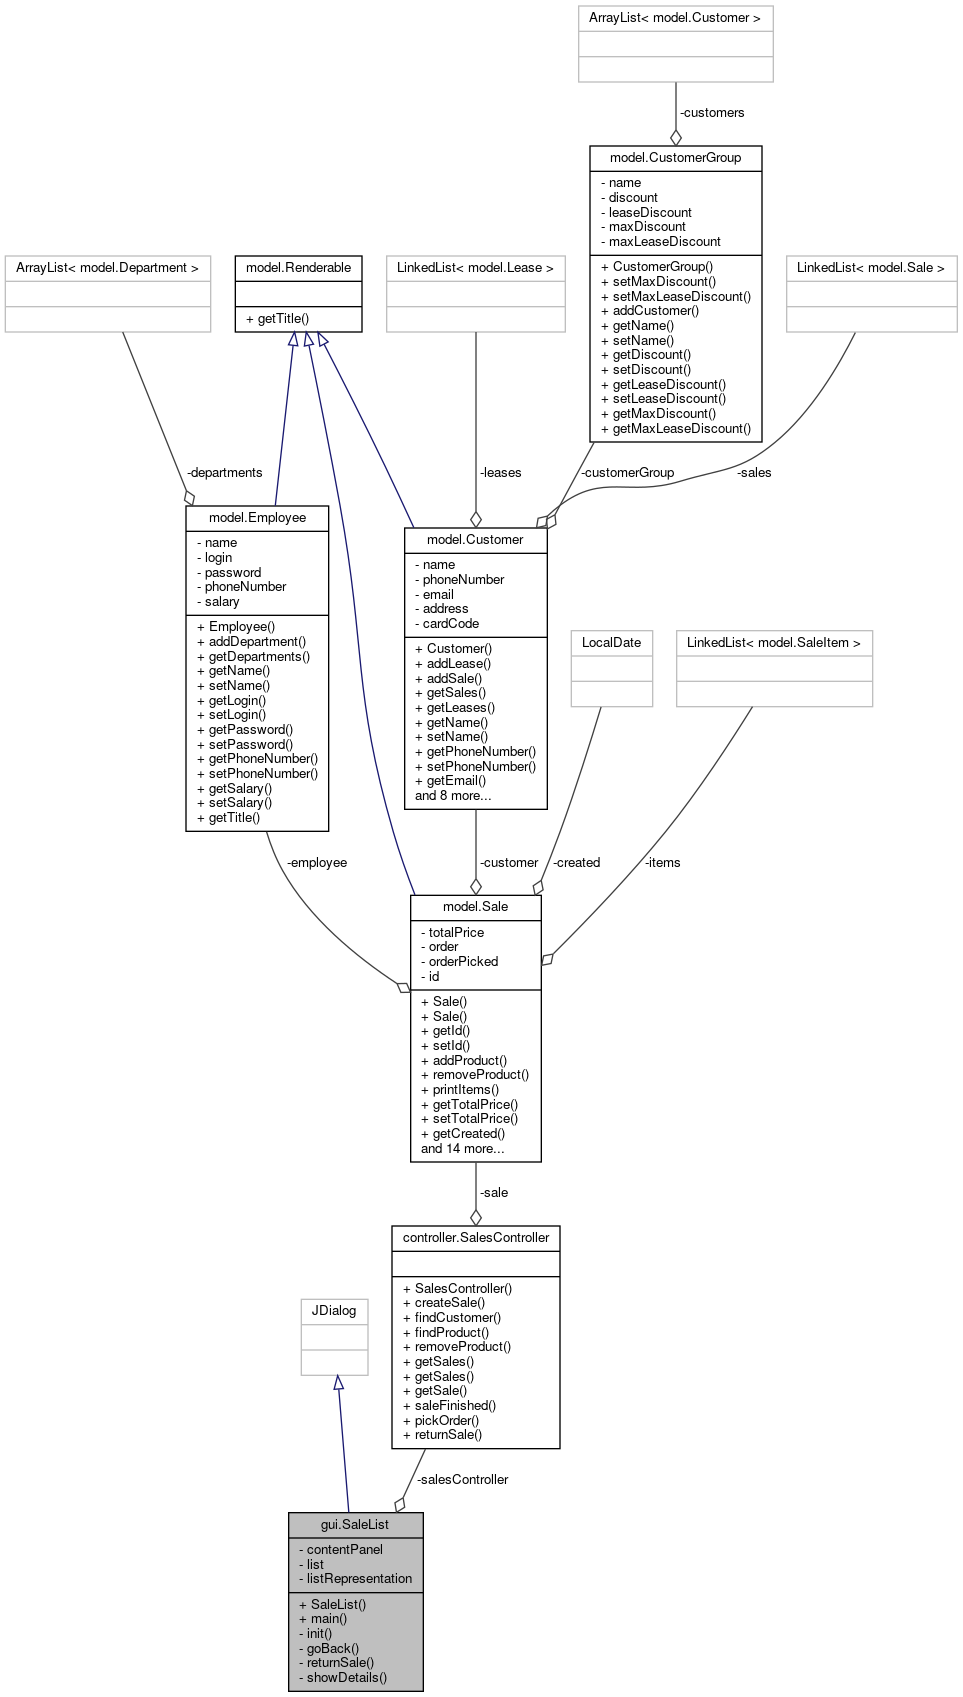 ArrayList< model.Customer >
-customers
model.CustomerGroup
- name
- discount
- leaseDiscount
- maxDiscount
- maxLeaseDiscount
+ CustomerGroup()
+ setMaxDiscount()
+ setMaxLeaseDiscount()
+ addCustomer()
+ getName()
+ setName()
+ getDiscount()
+ setDiscount()
+ getLeaseDiscount()
+ setLeaseDiscount()
+ getMaxDiscount()
+ getMaxLeaseDiscount()
ArrayList< model.Department >
model.Renderable
+ getTitle()
LinkedList< model.Lease >
LinkedList< model.Sale >
-departments
-leases
-customerGroup
-sales
model.Employee
- name
- login
- password
- phoneNumber
- salary
+ Employee()
+ addDepartment()
+ getDepartments()
+ getName()
+ setName()
+ getLogin()
+ setLogin()
+ getPassword()
+ setPassword()
+ getPhoneNumber()
+ setPhoneNumber()
+ getSalary()
+ setSalary()
+ getTitle()
model.Customer
- name
- phoneNumber
- email
- address
- cardCode
+ Customer()
+ addLease()
+ addSale()
+ getSales()
+ getLeases()
+ getName()
+ setName()
+ getPhoneNumber()
+ setPhoneNumber()
+ getEmail()
and 8 more...
LocalDate
LinkedList< model.SaleItem >
-employee
-customer
-created
-items
model.Sale
- totalPrice
- order
- orderPicked
- id
+ Sale()
+ Sale()
+ getId()
+ setId()
+ addProduct()
+ removeProduct()
+ printItems()
+ getTotalPrice()
+ setTotalPrice()
+ getCreated()
and 14 more...
-sale
controller.SalesController
+ SalesController()
+ createSale()
+ findCustomer()
+ findProduct()
+ removeProduct()
+ getSales()
+ getSales()
+ getSale()
+ saleFinished()
+ pickOrder()
+ returnSale()
JDialog
-salesController
gui.SaleList
- contentPanel
- list
- listRepresentation
+ SaleList()
+ main()
- init()
- goBack()
- returnSale()
- showDetails()